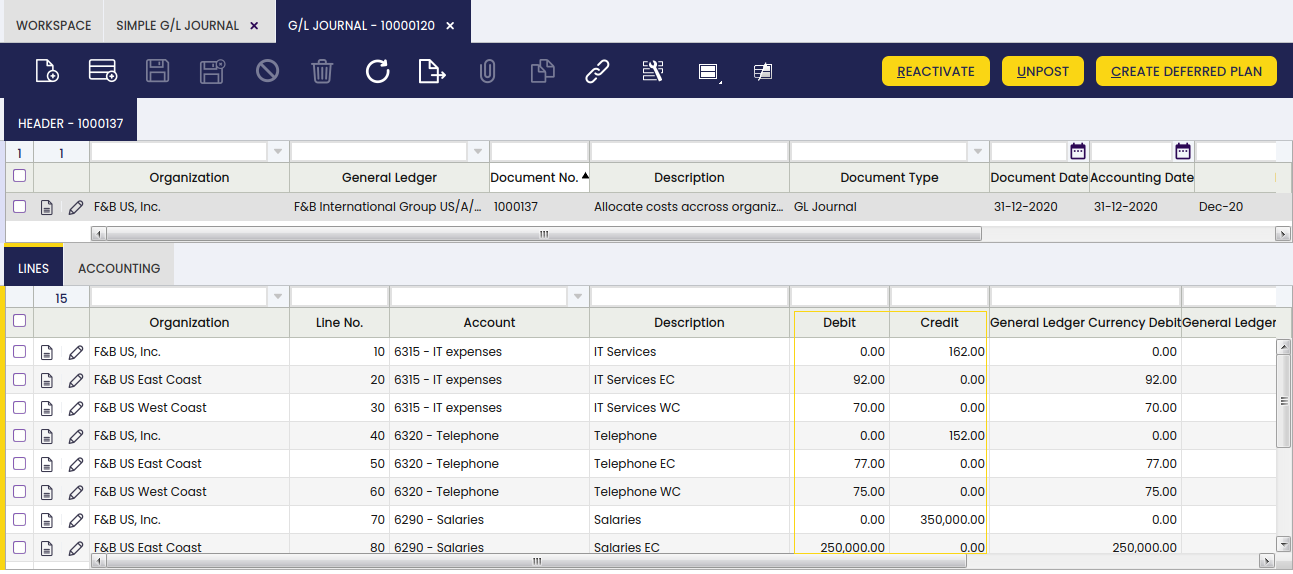 WORKSPACE SIMPLE G/L JOURNAL × G/L JOURNAL - 10000120 ×
REACTIVATE UNPOST CREATE DEFERRED PLAN
HEADER - 1000137
1 1
Organization General Ledger Document No. Description Document Type Document Date Accounting Date
F&B US, Inc. F&B International Group US/A/... 1000137 Allocate costs accross organiz... GL Journal 31-12-2020 31-12-2020 Dec-20
LINES ACCOUNTING
15
Organization Line No. Account Description Debit Credit General Ledger Currency Debit General Ledger
F&B US, Inc. 10 6315 - IT expenses IT Services 0.00 162.00 0.00
F&B US East Coast 20 6315 - IT expenses IT Services EC 92.00 0.00 92.00
F&B US West Coast 30 6315 - IT expenses IT Services WC 70.00 0.00 70.00
F&B US, Inc. 40 6320 - Telephone Telephone 0.00 152.00 0.00
F&B US East Coast 50 6320 - Telephone Telephone EC 77.00 0.00 77.00
F&B US West Coast 60 6320 - Telephone Telephone WC 75.00 0.00 75.00
F&B US, Inc. 70 6290 - Salaries Salaries 0.00 350,000.00 0.00
F&B US East Coast 80 6290 - Salaries Salaries EC 250,000.00 0.00 250,000.00